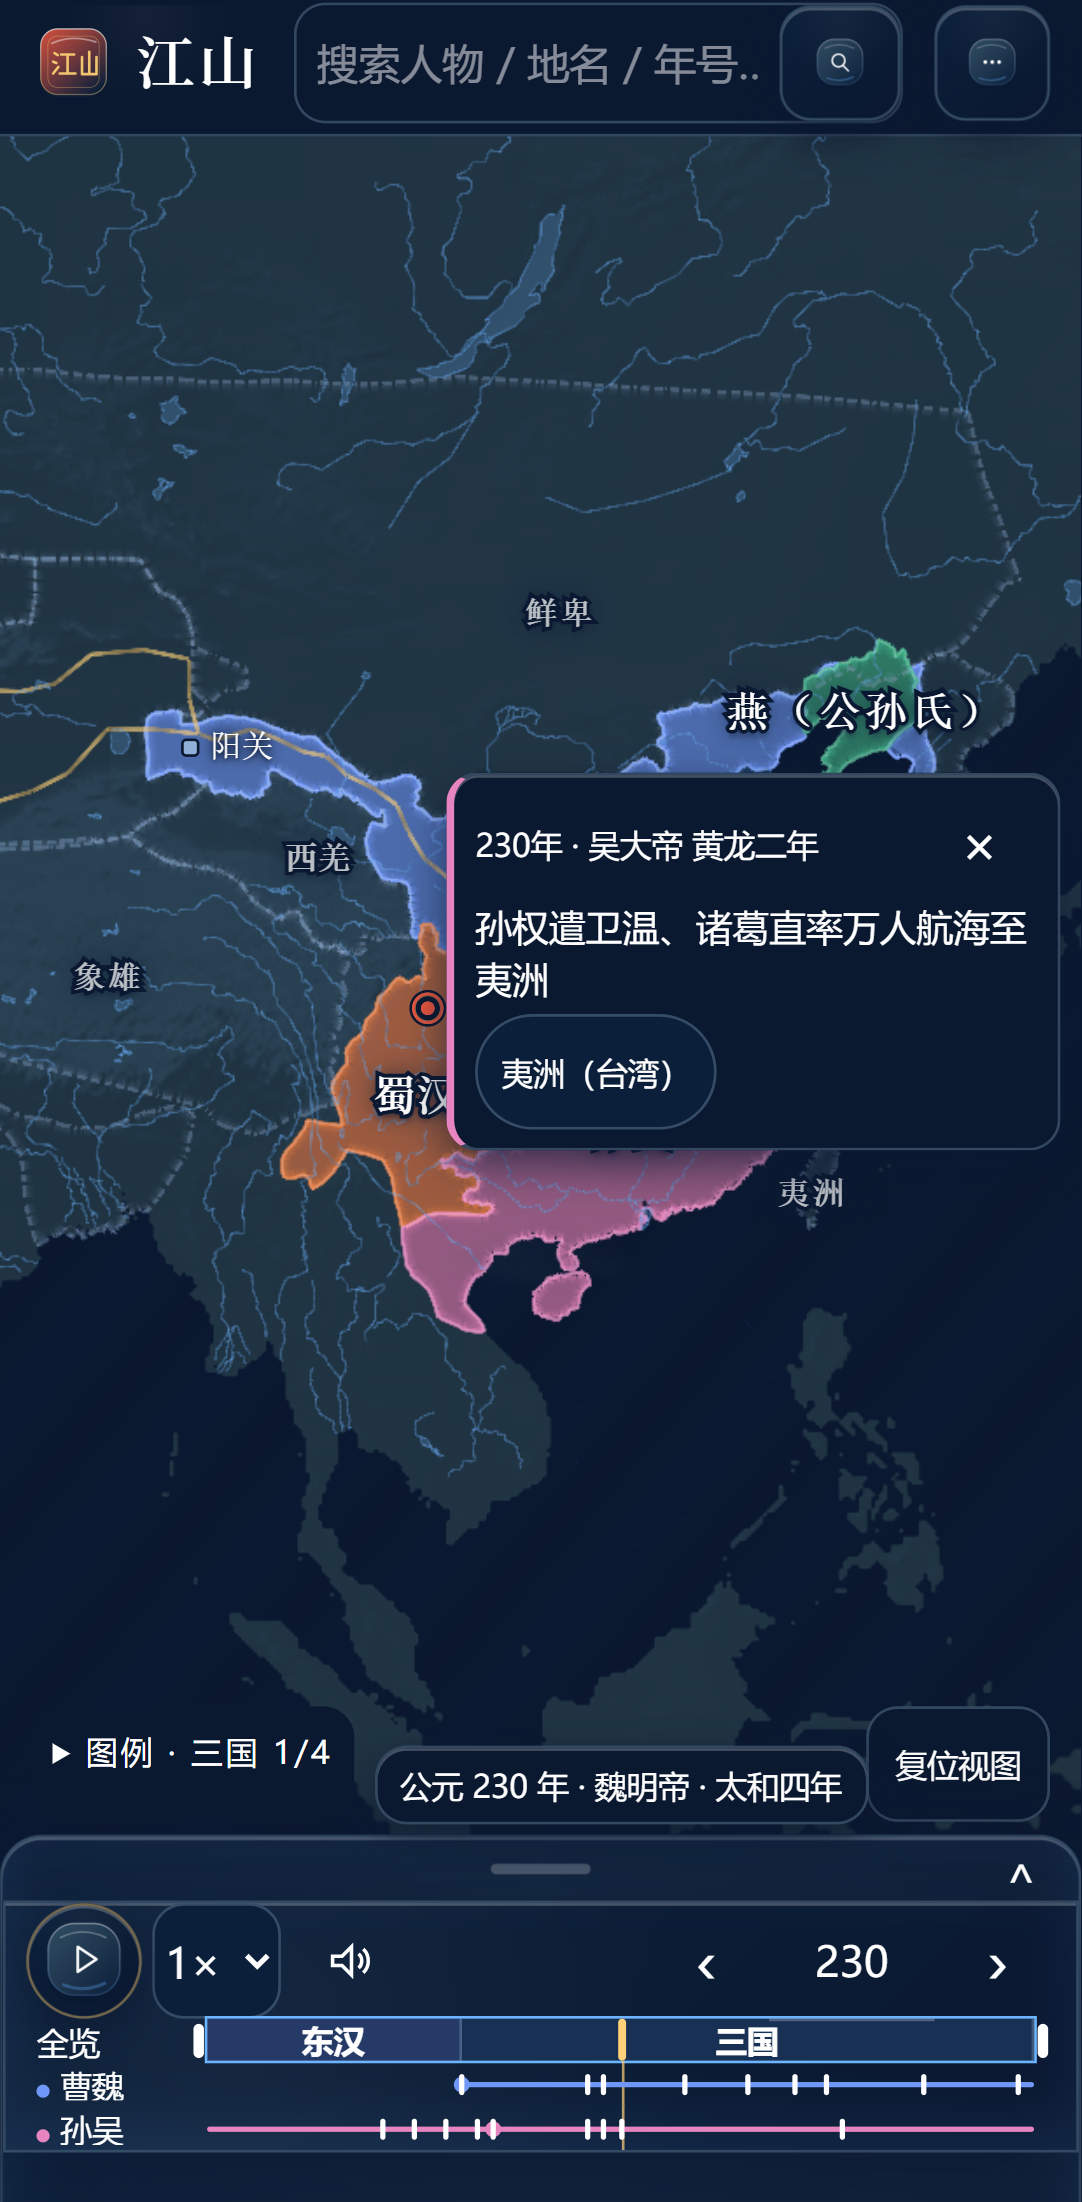 江山
江山
搜索人物 / 地名 / 年号..
鲜卑
燕（公孙氏）
阳关
西羌
象雄
230年 · 吴大帝 黄龙二年
孙权遣卫温、诸葛直率万人航海至
夷洲
夷洲（台湾）
蜀汉
夷洲
图例 · 三国 1/4
公元 230 年 · 魏明帝 · 太和四年
复位视图
1×
230
全览
东汉
三国
曹魏
孙吴